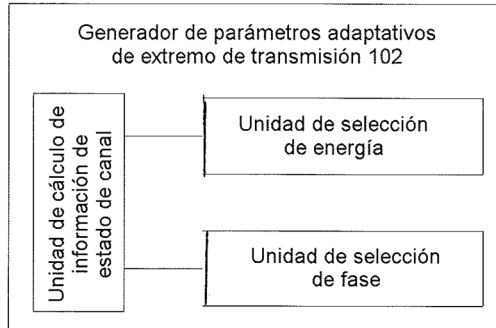 Generador de parámetros adaptativos
de extremo de transmisión 102
Unidad de cálculo de
información de
estado de canal
Unidad de selección
de energía
Unidad de selección
de fase